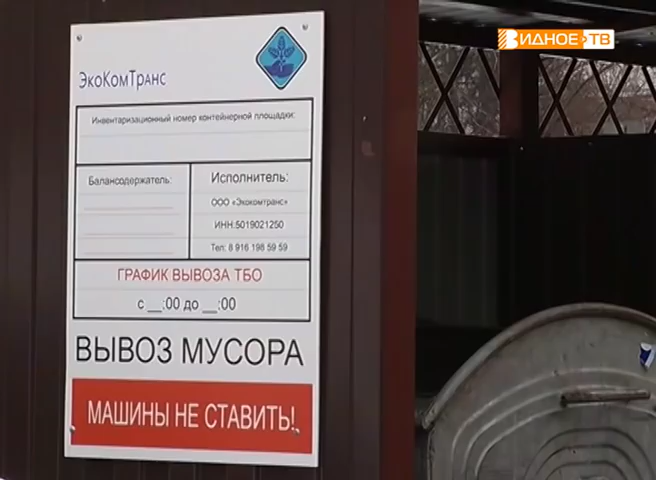 ВИДНОЕ ТВ
ЭкоКомТранс
Инвентаризационный номер контейнерной площадки:
Балансодержатель:
Исполнитель:
ООО «Экокомтранс»
ИНН:5019021250
Тел: 8 916 198 59 59
ГРАФИК ВЫВОЗА ТБО
с __:00 до __:00
ВЫВОЗ МУСОРА
МАШИНЫ НЕ СТАВИТЬ!